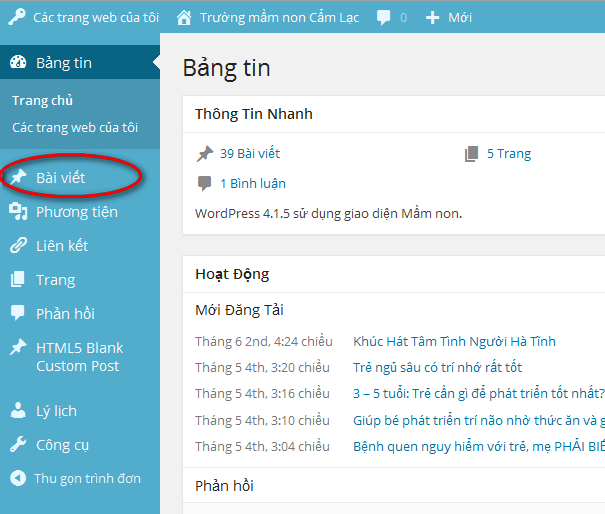 Các trang web của tôi
Trường mầm non Cẩm Lạc
0
Mới
Bảng tin
Trang chủ
Các trang web của tôi
Bài viết
Phương tiện
Liên kết
Trang
Phản hồi
HTML5 Blank
Custom Post
Lý lịch
Công cụ
Thu gọn trình đơn
Bảng tin
Thông Tin Nhanh
39 Bài viết
5 Trang
1 Bình luận
WordPress 4.1.5 sử dụng giao diện Mầm non.
Hoạt Động
Mới Đăng Tải
Tháng 6 2nd, 4:24 chiều Khúc Hát Tâm Tình Người Hà Tĩnh
Tháng 5 4th, 3:20 chiều Trẻ ngủ sâu có trí nhớ rất tốt
Tháng 5 4th, 3:16 chiều 3 – 5 tuổi: Trẻ cần gì để phát triển tốt nhất?
Tháng 5 4th, 3:10 chiều Giúp bé phát triển trí não nhờ thức ăn và
Tháng 5 4th, 3:04 chiều Bệnh quen nguy hiểm với trẻ, mẹ PHẢI
Phản hồi